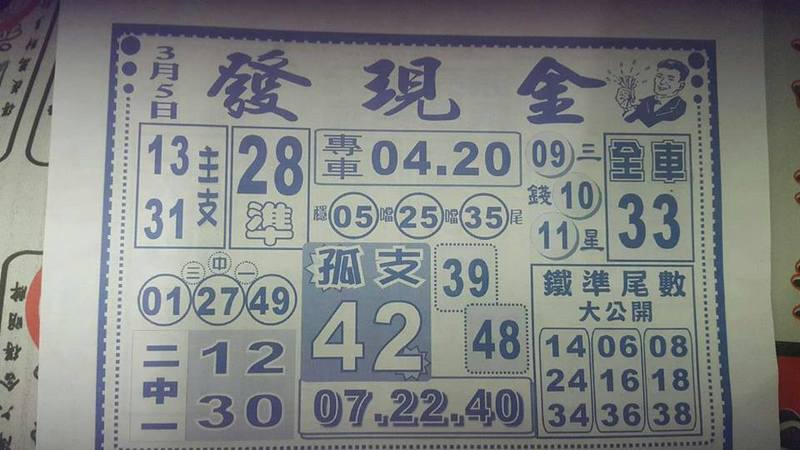 3月5日
發現金
13
31
主支
28
準
專車
04.20
09
10
11
三
錢
星
全車
33
穩 05 噹 25 噹 35 尾
三中一
01 27 49
孤支
42
39
48
鐵準尾數
大公開
14 06 08
24 16 18
34 36 38
二中一
12
30
07.22.40